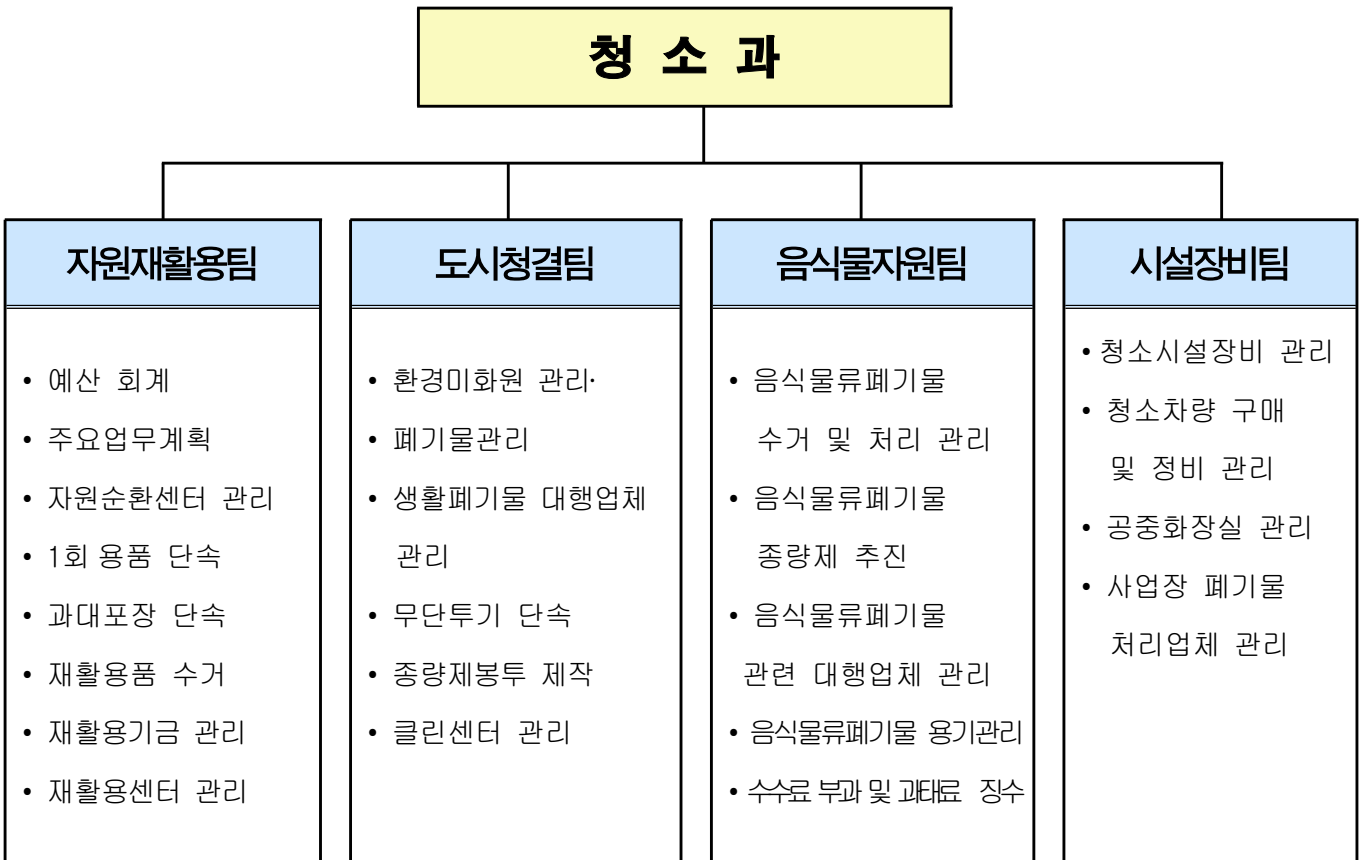 청 소 과
자원재활용팀
• 예산 회계
• 주요업무계획
• 자원순환센터 관리
• 1회 용품 단속
• 과대포장 단속
• 재활용품 수거
• 재활용기금 관리
• 재활용센터 관리
도시청결팀
• 환경미화원 관리·
• 폐기물관리
• 생활폐기물 대행업체
관리
• 무단투기 단속
• 종량제봉투 제작
• 클린센터 관리
음식물자원팀
• 음식물류폐기물
수거 및 처리 관리
• 음식물류폐기물
종량제 추진
• 음식물류폐기물
관련 대행업체 관리
• 음식물류폐기물 용기관리
• 수수료 부과 및 과태료 징수
시설장비팀
• 청소시설장비 관리
• 청소차량 구매
및 정비 관리
• 공중화장실 관리
• 사업장 폐기물
처리업체 관리